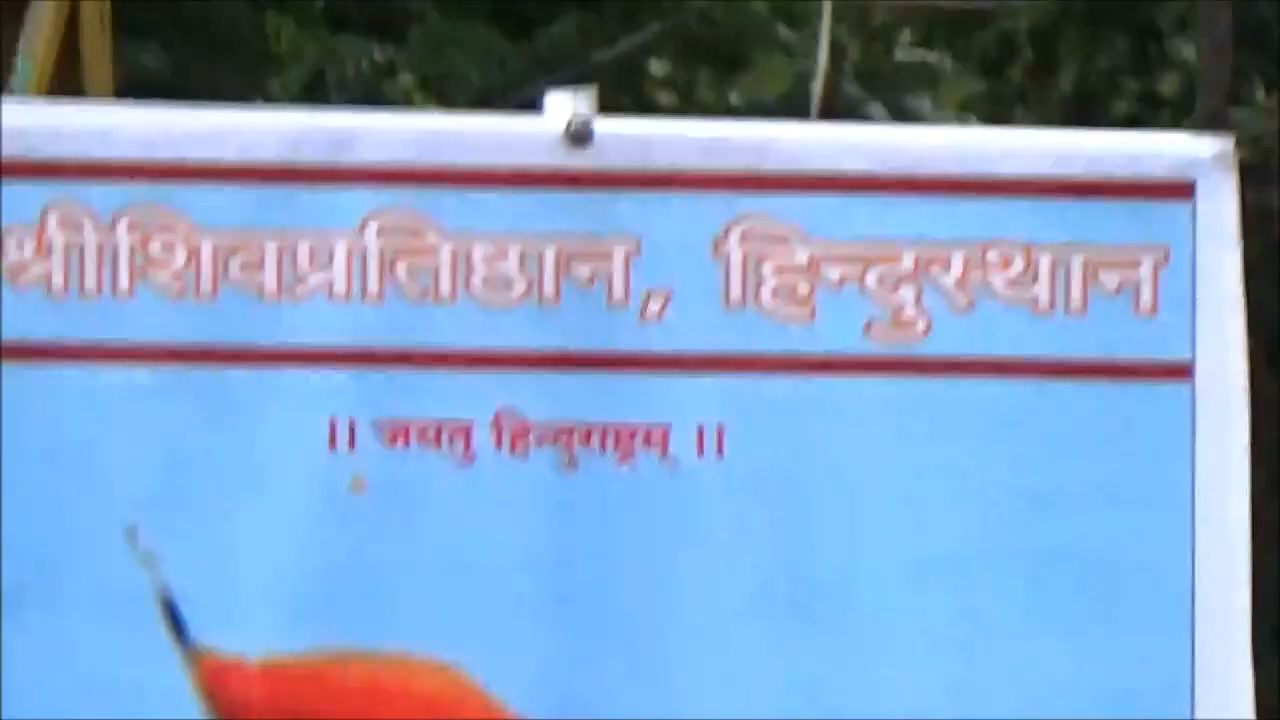 श्रीशिवप्रतिष्ठान, हिन्दुस्थान
॥ जयतु हिन्दुराष्ट्रम् ॥